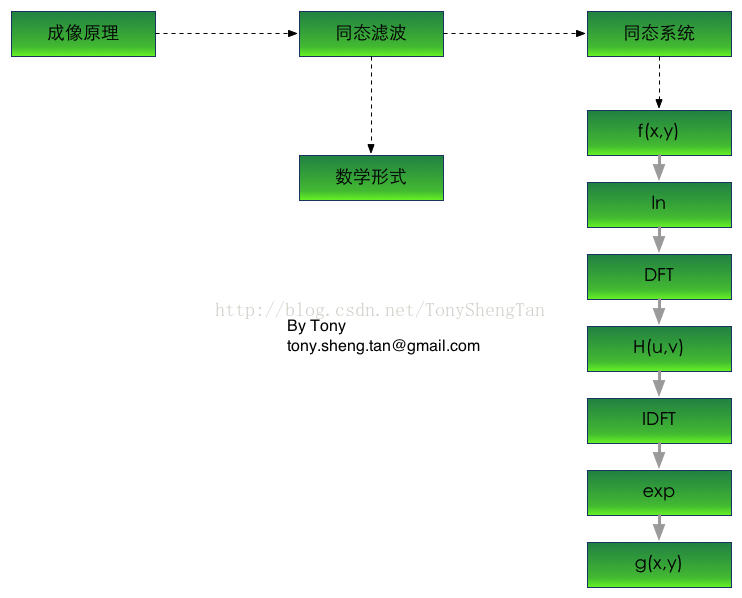 成像原理
同态滤波
同态系统
f(x,y)
数学形式
ln
DFT
http://blog.csdn.net/TonyShengTan
By Tony
tony.sheng.tan@gmail.com
H(u,v)
IDFT
exp
g(x,y)